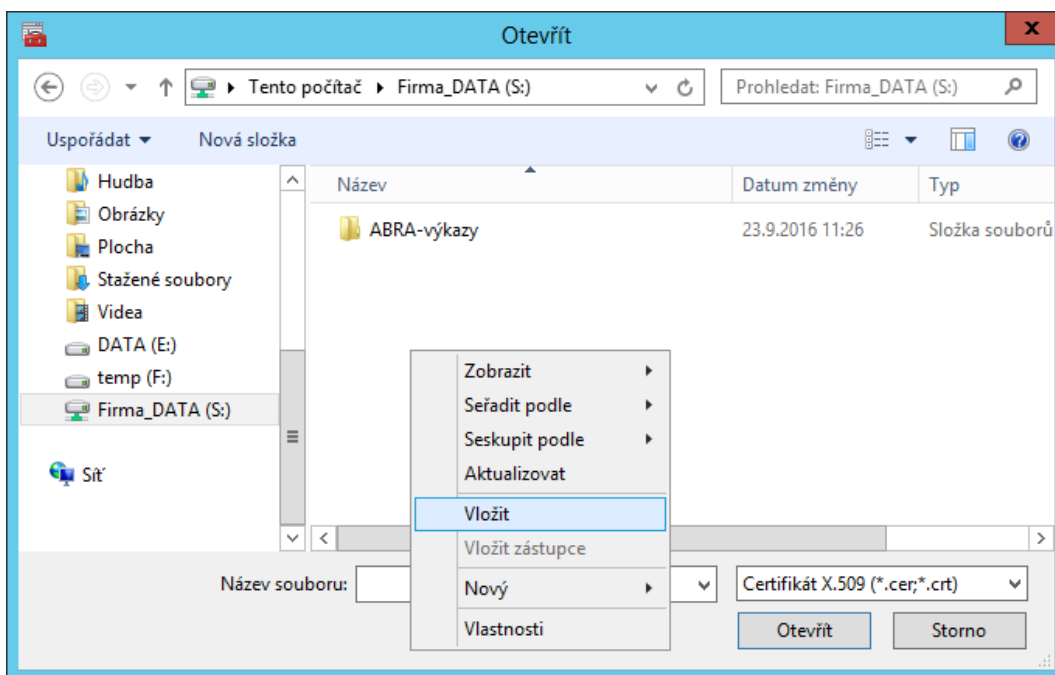 Otevřít
Tento počítač Firma_DATA (S:)
Prohledat: Firma_DATA (S:)
Uspořádat
Nová složka
Hudba
Obrázky
Plocha
Stažené soubory
Videa
DATA (E:)
temp (F:)
Firma_DATA (S:)
Síť
Název Datum změny Typ
ABRA-výkazy 23.9.2016 11:26 Složka souborů
Zobrazit
Seřadit podle
Seskupit podle
Aktualizovat
Vložit
Vložit zástupce
Nový
Vlastnosti
Název souboru:
Certifikát X.509 (*.cer;*.crt)
Otevřít
Storno